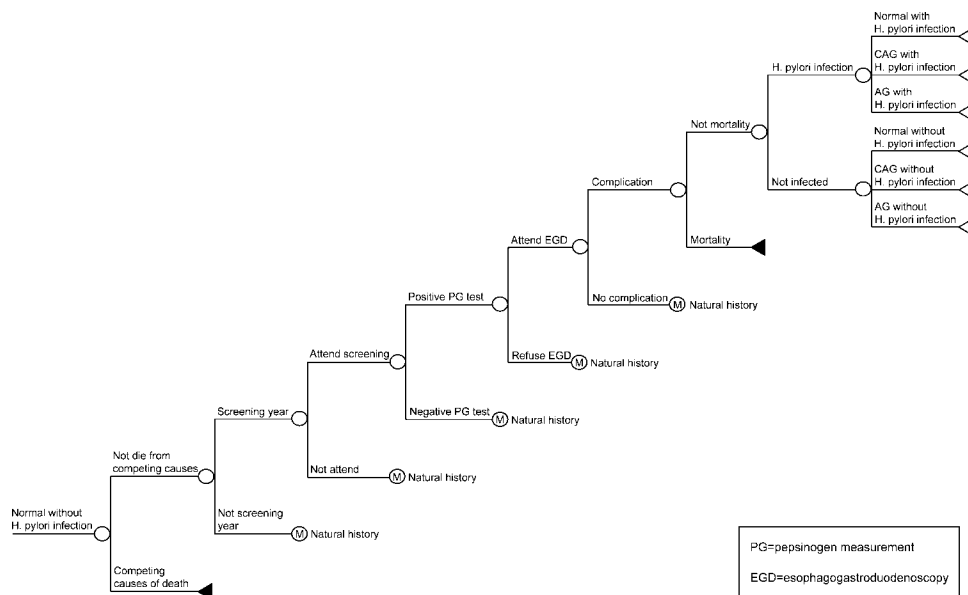 Normal with
H. pylori infection
H. pylori infection
CAG with
H. pylori infection
AG with
H. pylori infection
Not mortality
Normal without
H. pylori infection
Complication
Not infected
CAG without
H. pylori infection
AG without
H. pylori infection
Attend EGD
Mortality
Positive PG test
No complication
M
Natural history
Attend screening
Refuse EGD
M
Natural history
Screening year
Negative PG test
M
Natural history
Not die from
competing causes
Not attend
M
Natural history
Normal without
H. pylori infection
Not screening
year
M
Natural history
Competing
causes of death
PG=pepsinogen measurement
EGD=esophagogastroduodenoscopy